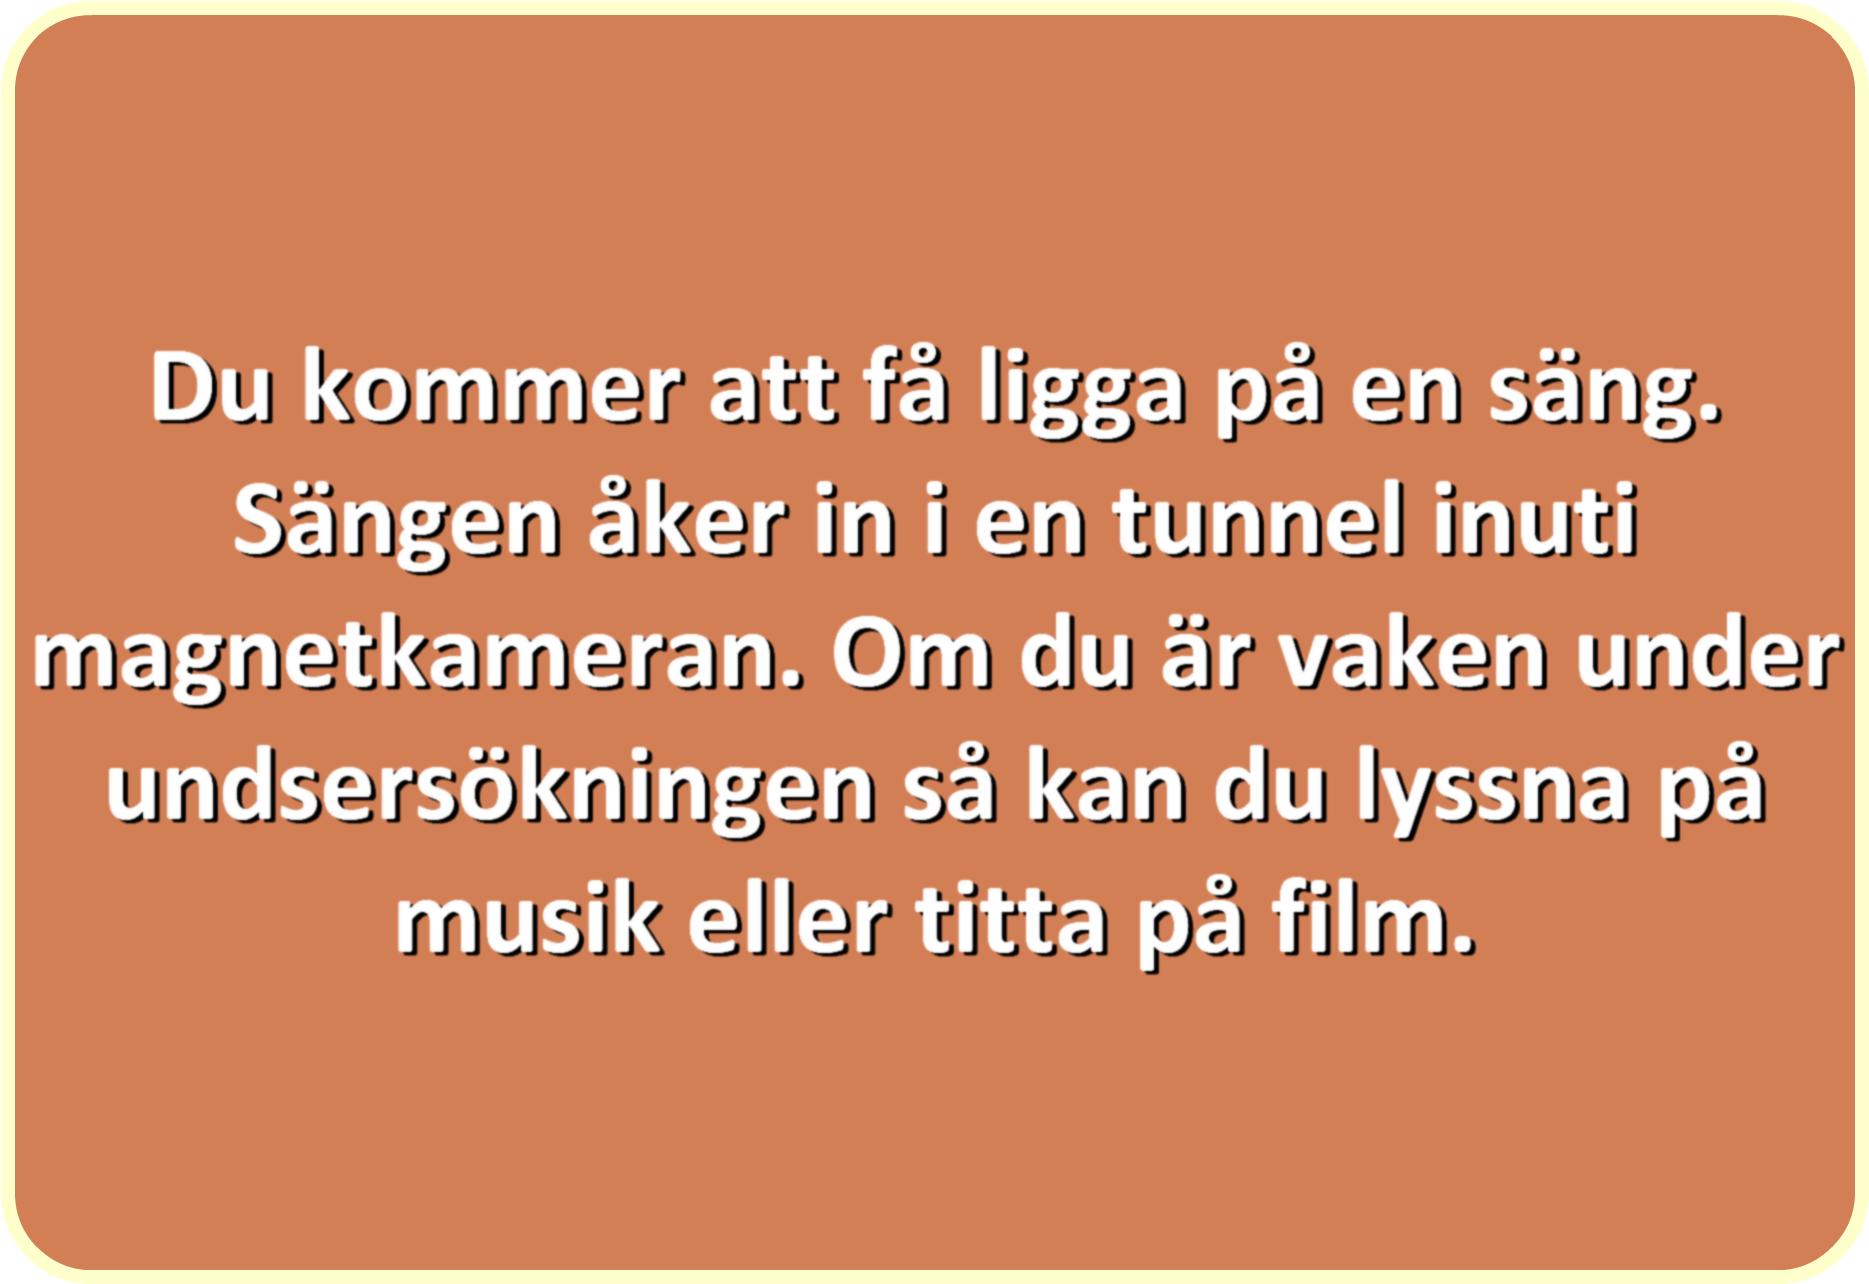 Du kommer att få ligga på en säng.
Sängen åker in i en tunnel inuti
magnetkameran. Om du är vaken under
undsersökningen så kan du lyssna på
musik eller titta på film.